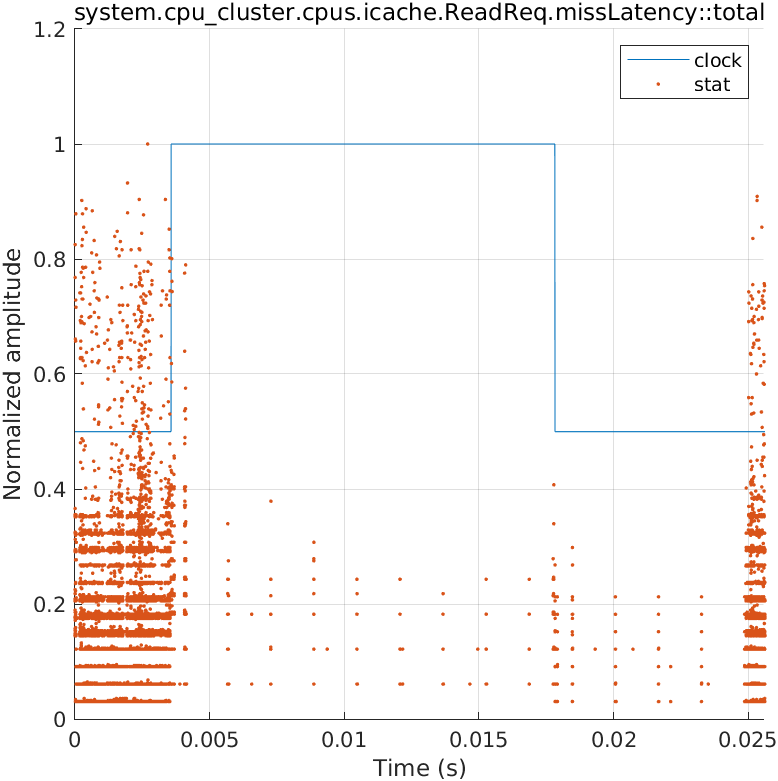 system.cpu_cluster.cpus.icache.ReadReq.missLatency::total
1.2
clock
stat
1
0.8
0.6
0.4
0.2
0
Normalized amplitude
0 0.005 0.01 0.015 0.02 0.025
Time (s)